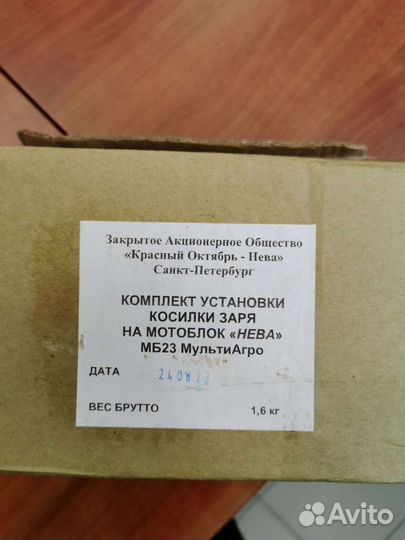 Закрытое Акционерное Общество
«Красный Октябрь - Нева»
Санкт-Петербург
КОМПЛЕКТ УСТАНОВКИ
КОСИЛКИ ЗАРЯ
НА МОТОБЛОК «НЕВА»
МБ23 МультиАгро
ДАТА
ВЕС БРУТТО 1,6 кг
Avito